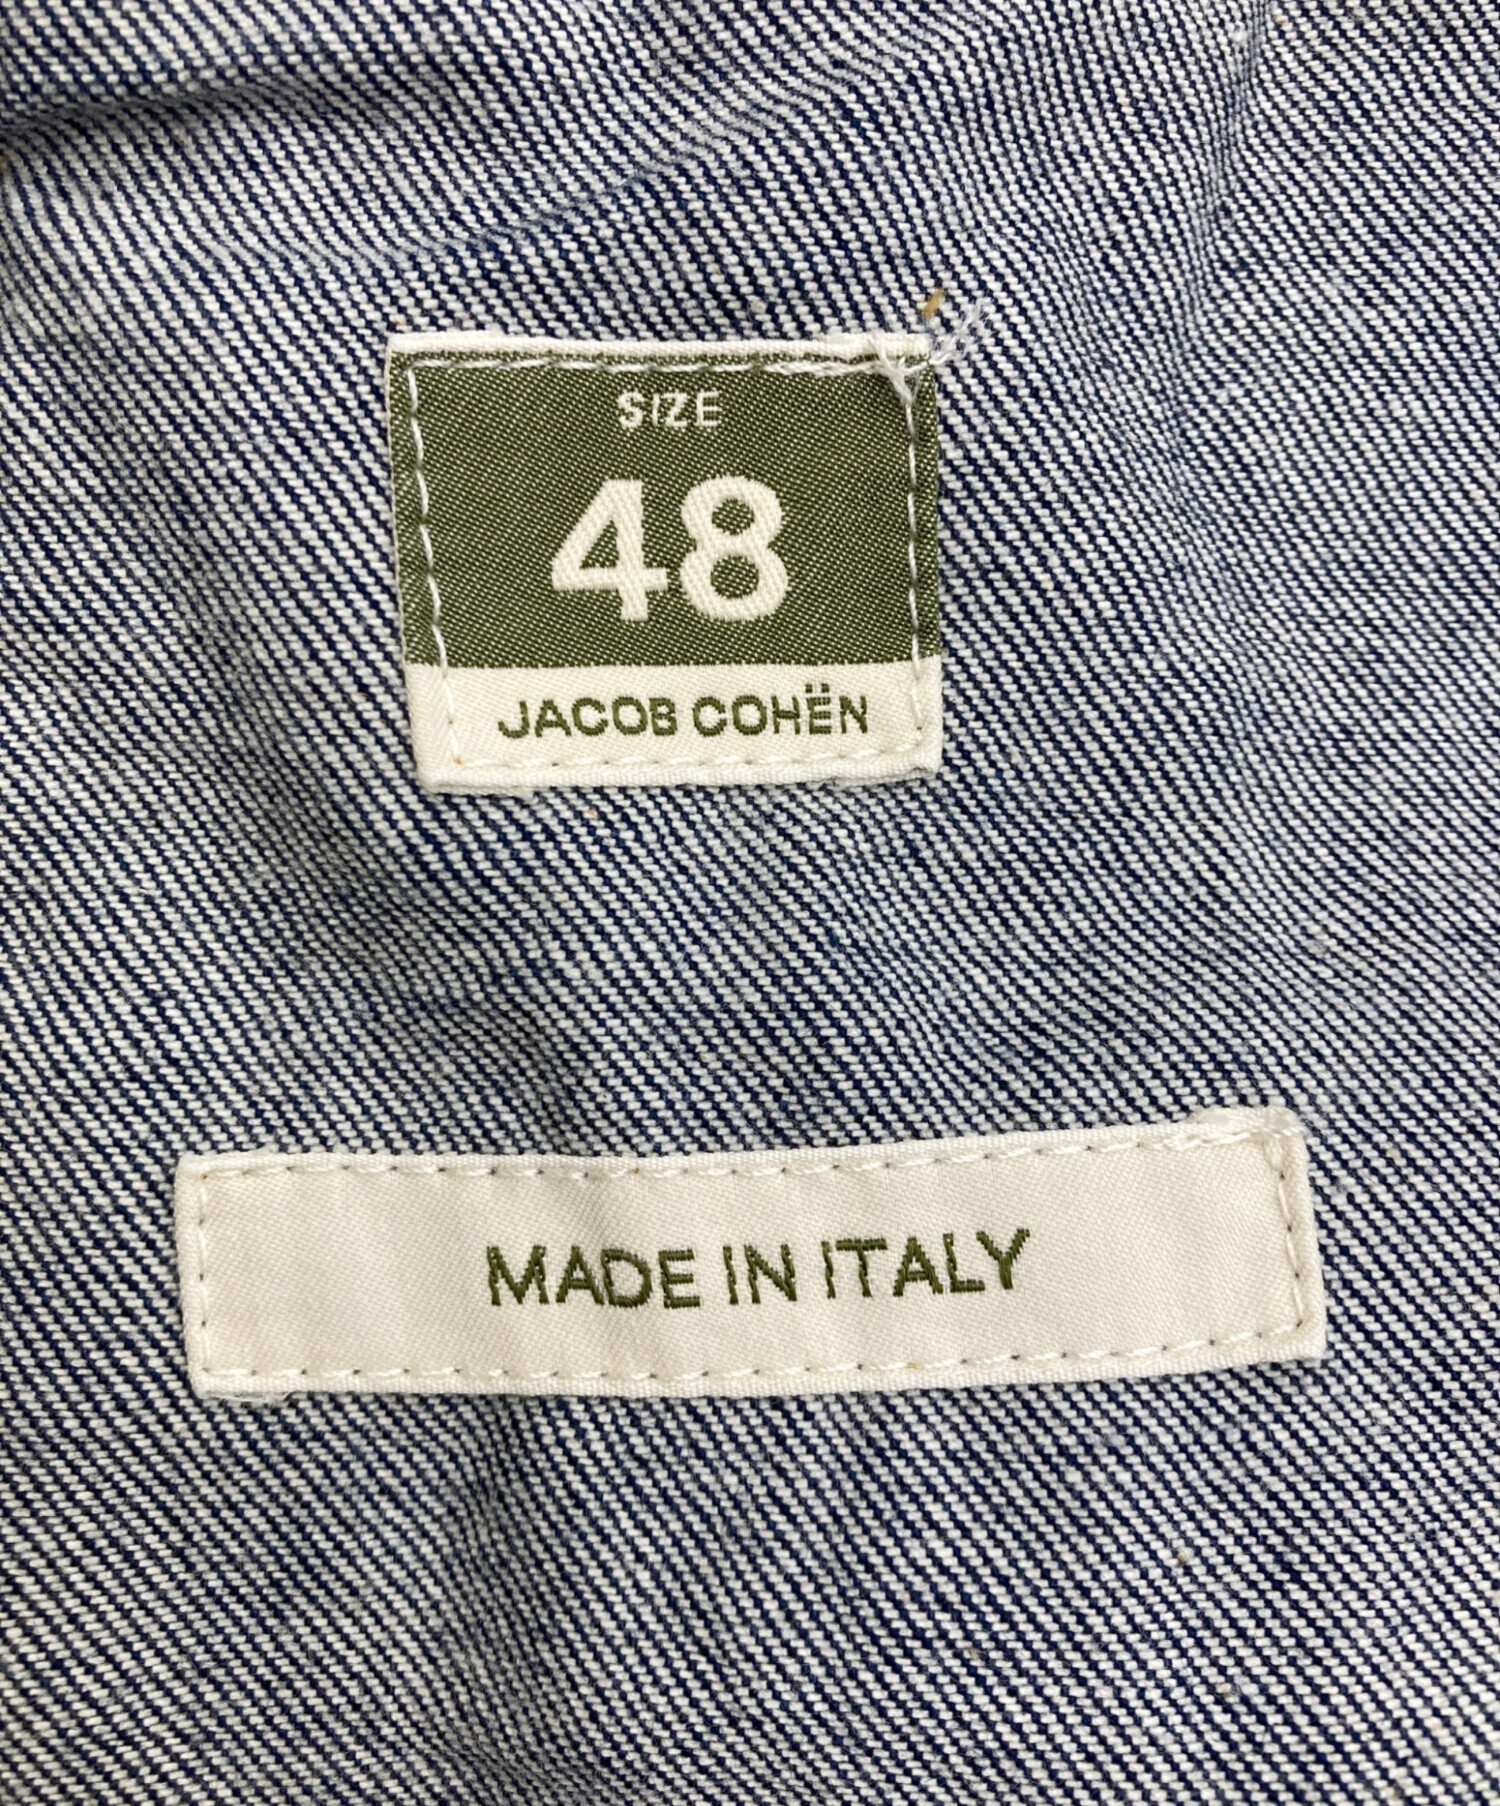 SIZE
48
JACOB COHËN
MADE IN ITALY